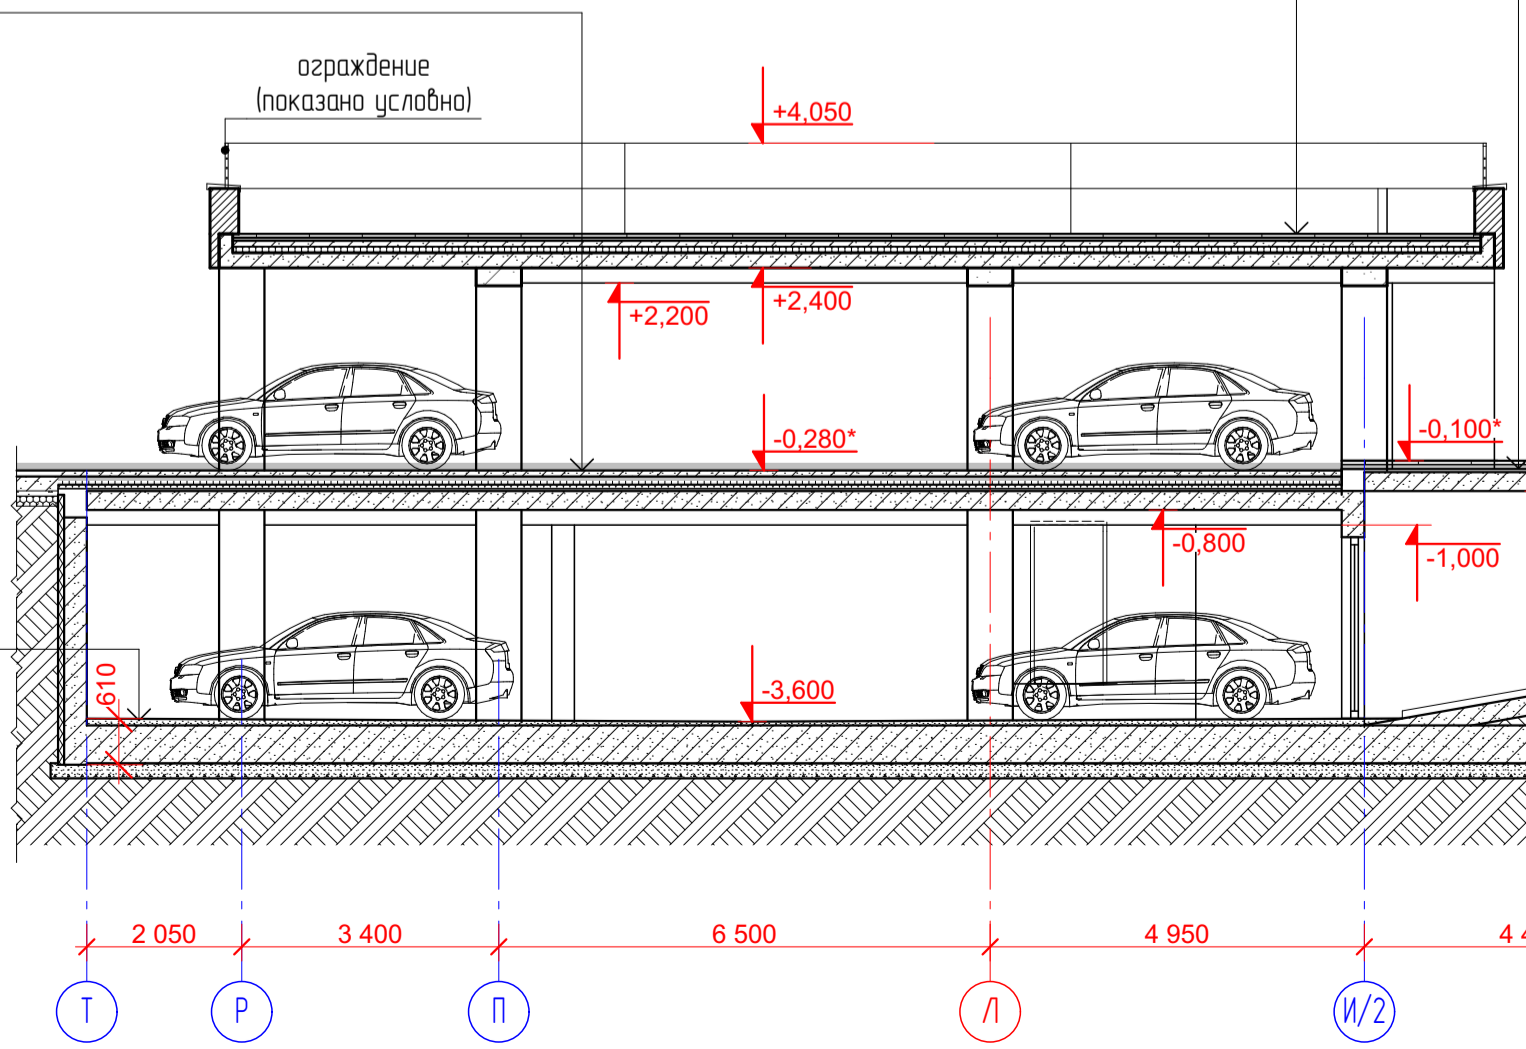 ограждение
(показано условно)
+4,050
+2,400
+2,200
-0,280*
-0,100*
-0,800
-1,000
610
-3,600
2 050
3 400
6 500
4 950
Т
Р
П
Л
И/2